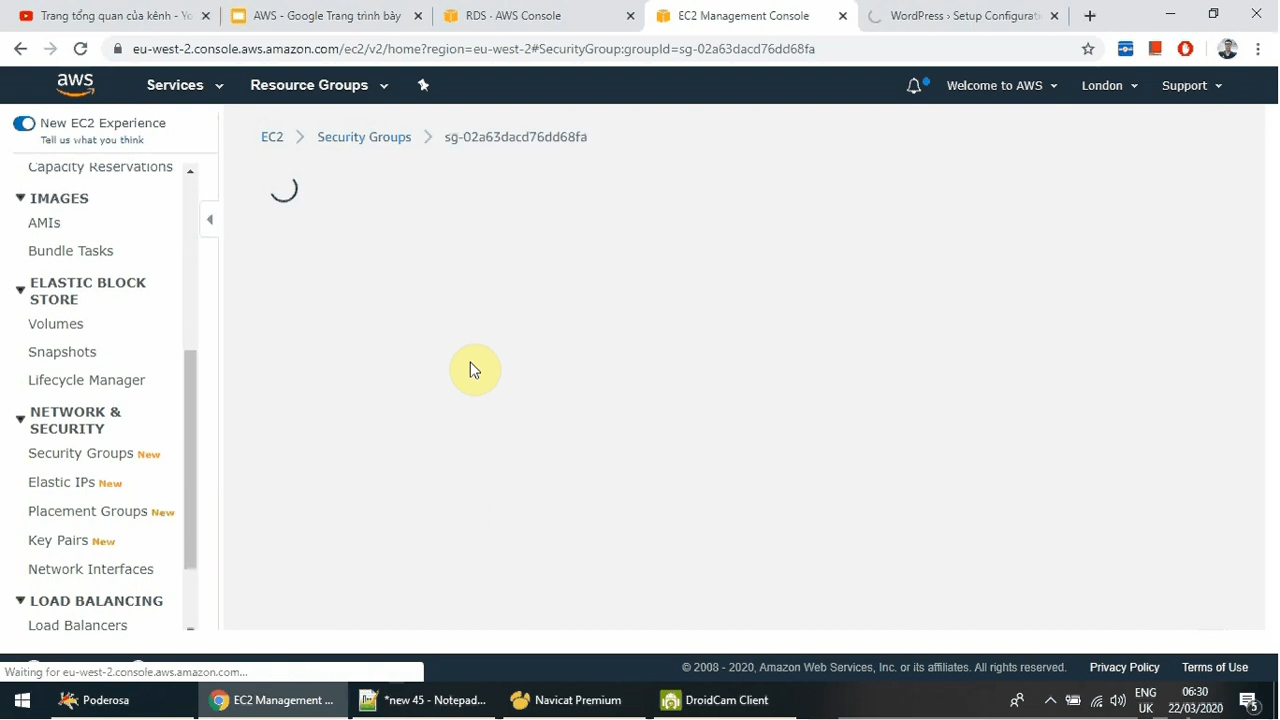 Trang tổng quan của kênh - Yo
AWS - Google Trang trình bày
RDS · AWS Console
EC2 Management Console
WordPress › Setup Configurati
eu-west-2.console.aws.amazon.com/ec2/v2/home?region=eu-west-2#SecurityGroup:groupId=sg-02a63dacd76dd68fa
aws
Services
Resource Groups
Welcome to AWS
London
Support
New EC2 Experience
Tell us what you think
EC2
Security Groups
sg-02a63dacd76dd68fa
Capacity Reservations
IMAGES
AMIs
Bundle Tasks
ELASTIC BLOCK
STORE
Volumes
Snapshots
Lifecycle Manager
NETWORK &
SECURITY
Security Groups New
Elastic IPs New
Placement Groups New
Key Pairs New
Network Interfaces
LOAD BALANCING
Load Balancers
Waiting for eu-west-2.console.aws.amazon.com...
© 2008 - 2020, Amazon Web Services, Inc. or its affiliates. All rights reserved.
Privacy Policy
Terms of Use
Poderosa
EC2 Management ...
*new 45 - Notepad...
Navicat Premium
DroidCam Client
ENG
UK
06:30
22/03/2020
5